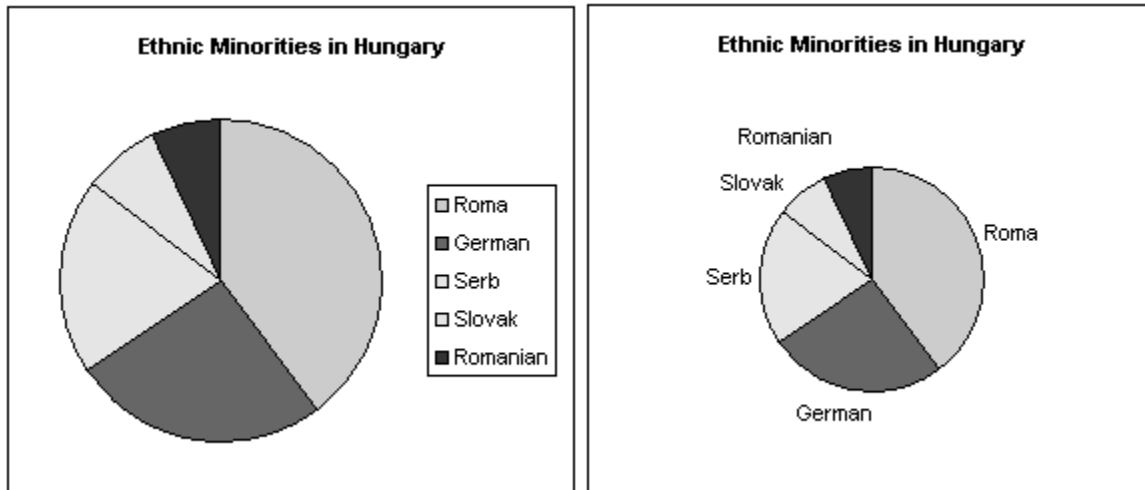 Ethnic Minorities in Hungary
Roma
German
Serb
Slovak
Romanian
Ethnic Minorities in Hungary
Romanian
Slovak
Roma
Serb
German